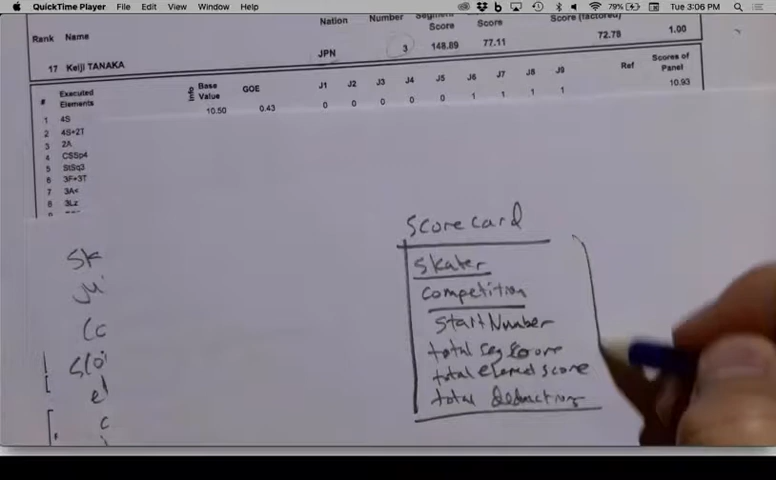 QuickTime Player File Edit View Window Help 79% Tue 3:06 PM
Rank Name Nation Number Segment Score Score Score (factored)
17 Keiji TANAKA JPN 3 148.89 77.11 72.78 1.00
# Executed Elements Info Base Value GOE J1 J2 J3 J4 J5 J6 J7 J8 J9 Ref Scores of Panel
1 4S 10.50 0.43 0 0 0 0 0 1 1 1 1 10.93
2 4S+2T
3 2A
4 CSSp4
5 StSq3
6 3F+3T
7 3A<
8 3Lz
9
Scorecard
Skater
Competition
Start Number
total seg score
total element score
total deductions
Sk